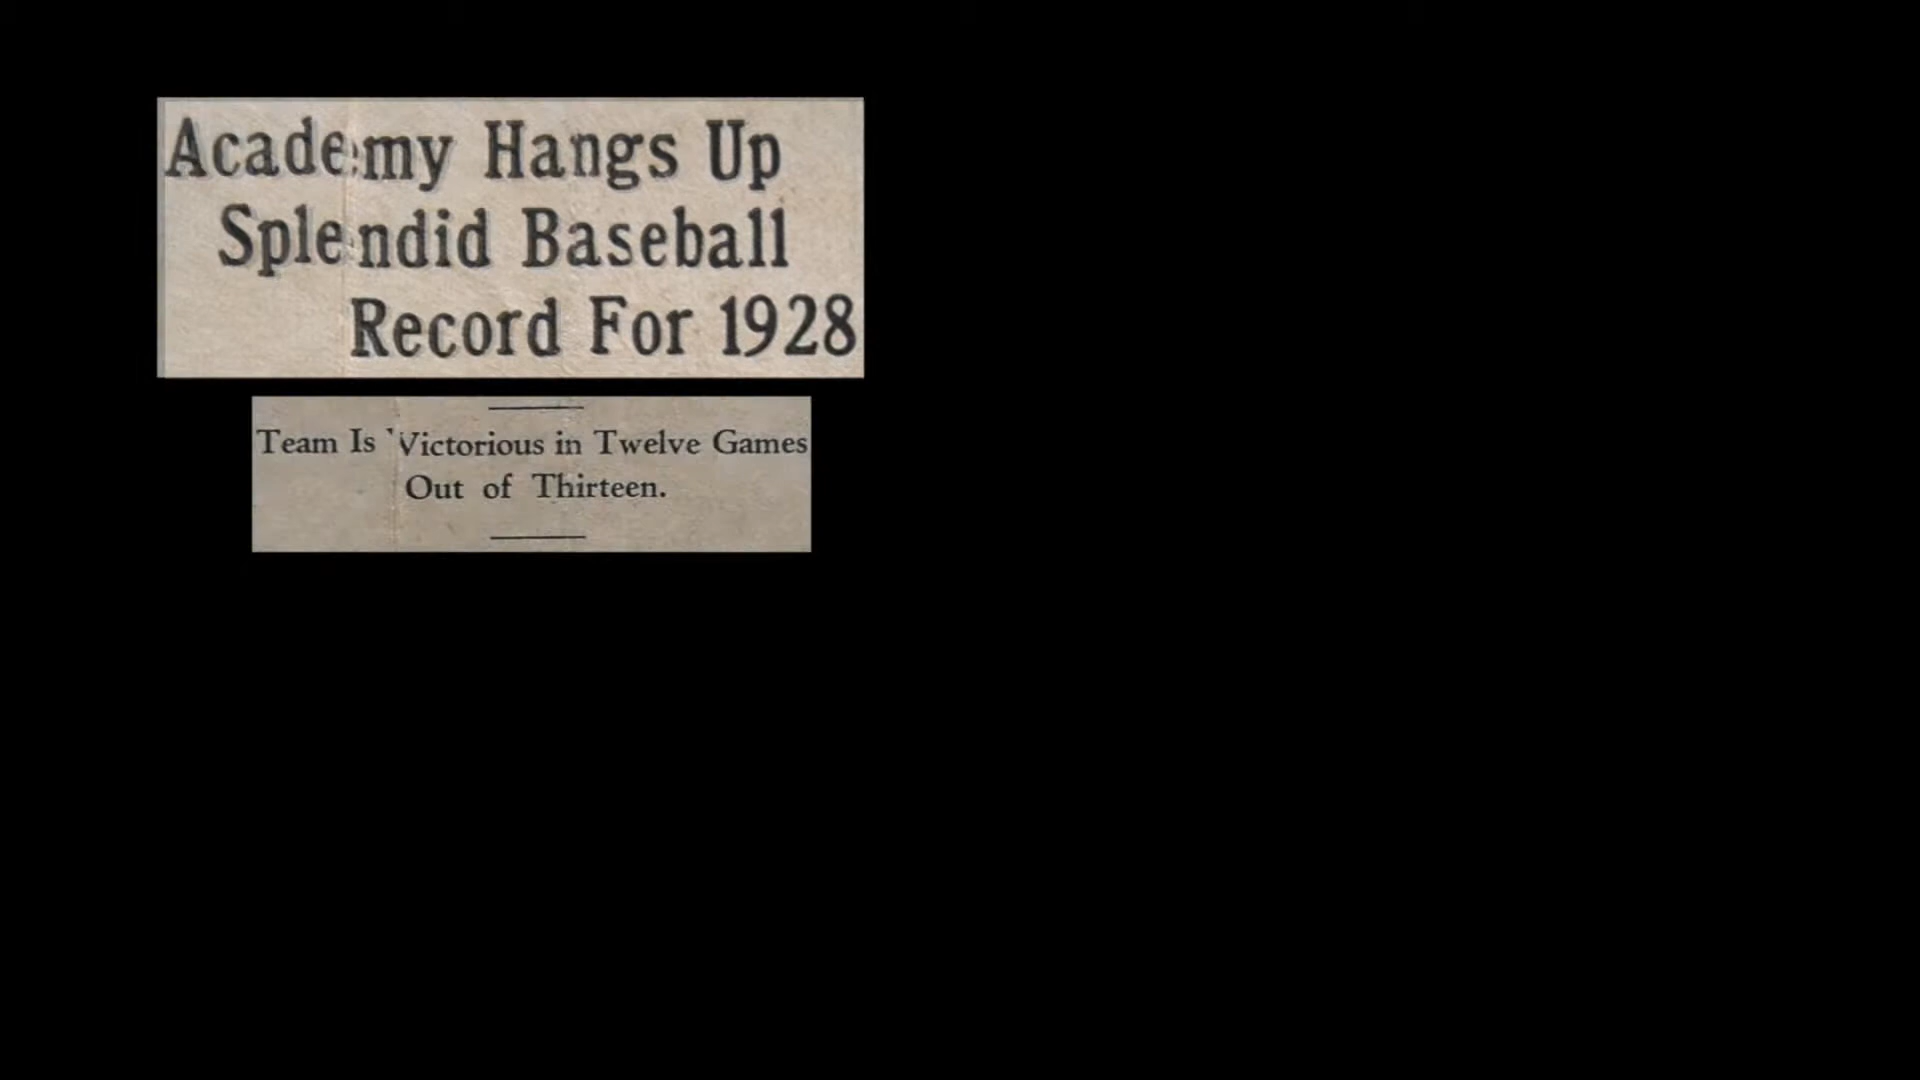 Academy Hangs Up
Splendid Baseball
Record For 1928
Team Is Victorious in Twelve Games
Out of Thirteen.